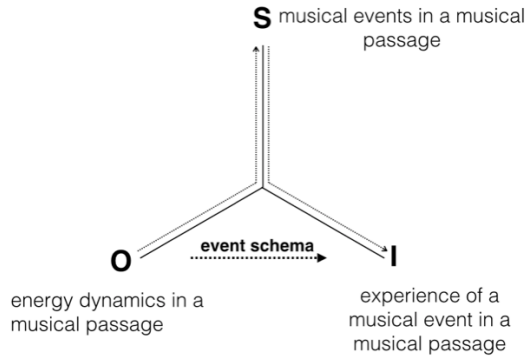 S musical events in a musical
passage
event schema
O
I
energy dynamics in a
musical passage
experience of a
musical event in a
musical passage